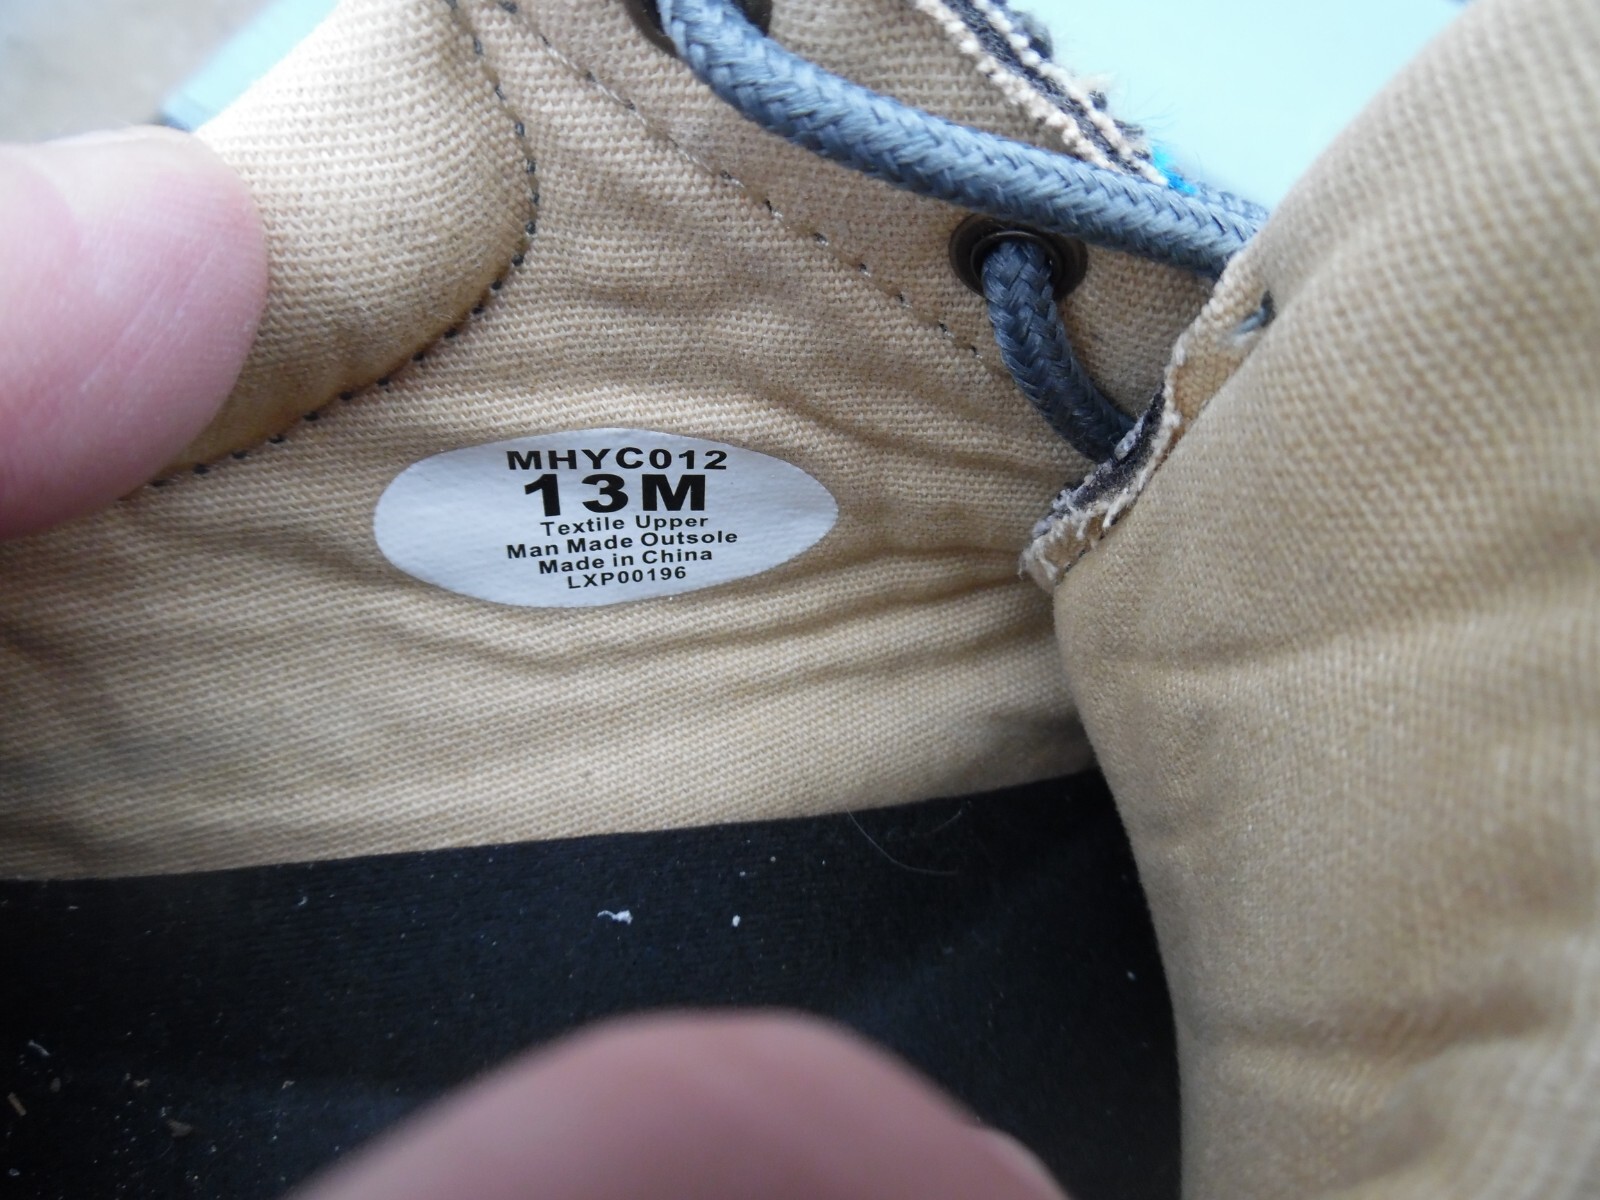 MHYC012
13M
Textile Upper
Man Made Outsole
Made in China
LXP00196